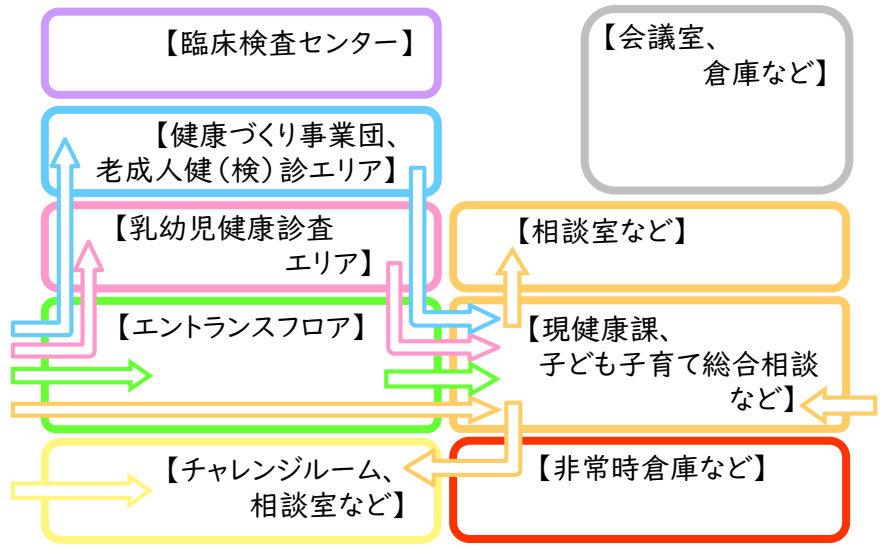 【臨床検査センター】
【会議室、
倉庫など】
【健康づくり事業団、
老成人健(検)診エリア】
【乳幼児健康診査
エリア】
【相談室など】
【エントランスフロア】
【現健康課、
子ども子育て総合相談
など】
【チャレンジルーム、
相談室など】
【非常時倉庫など】